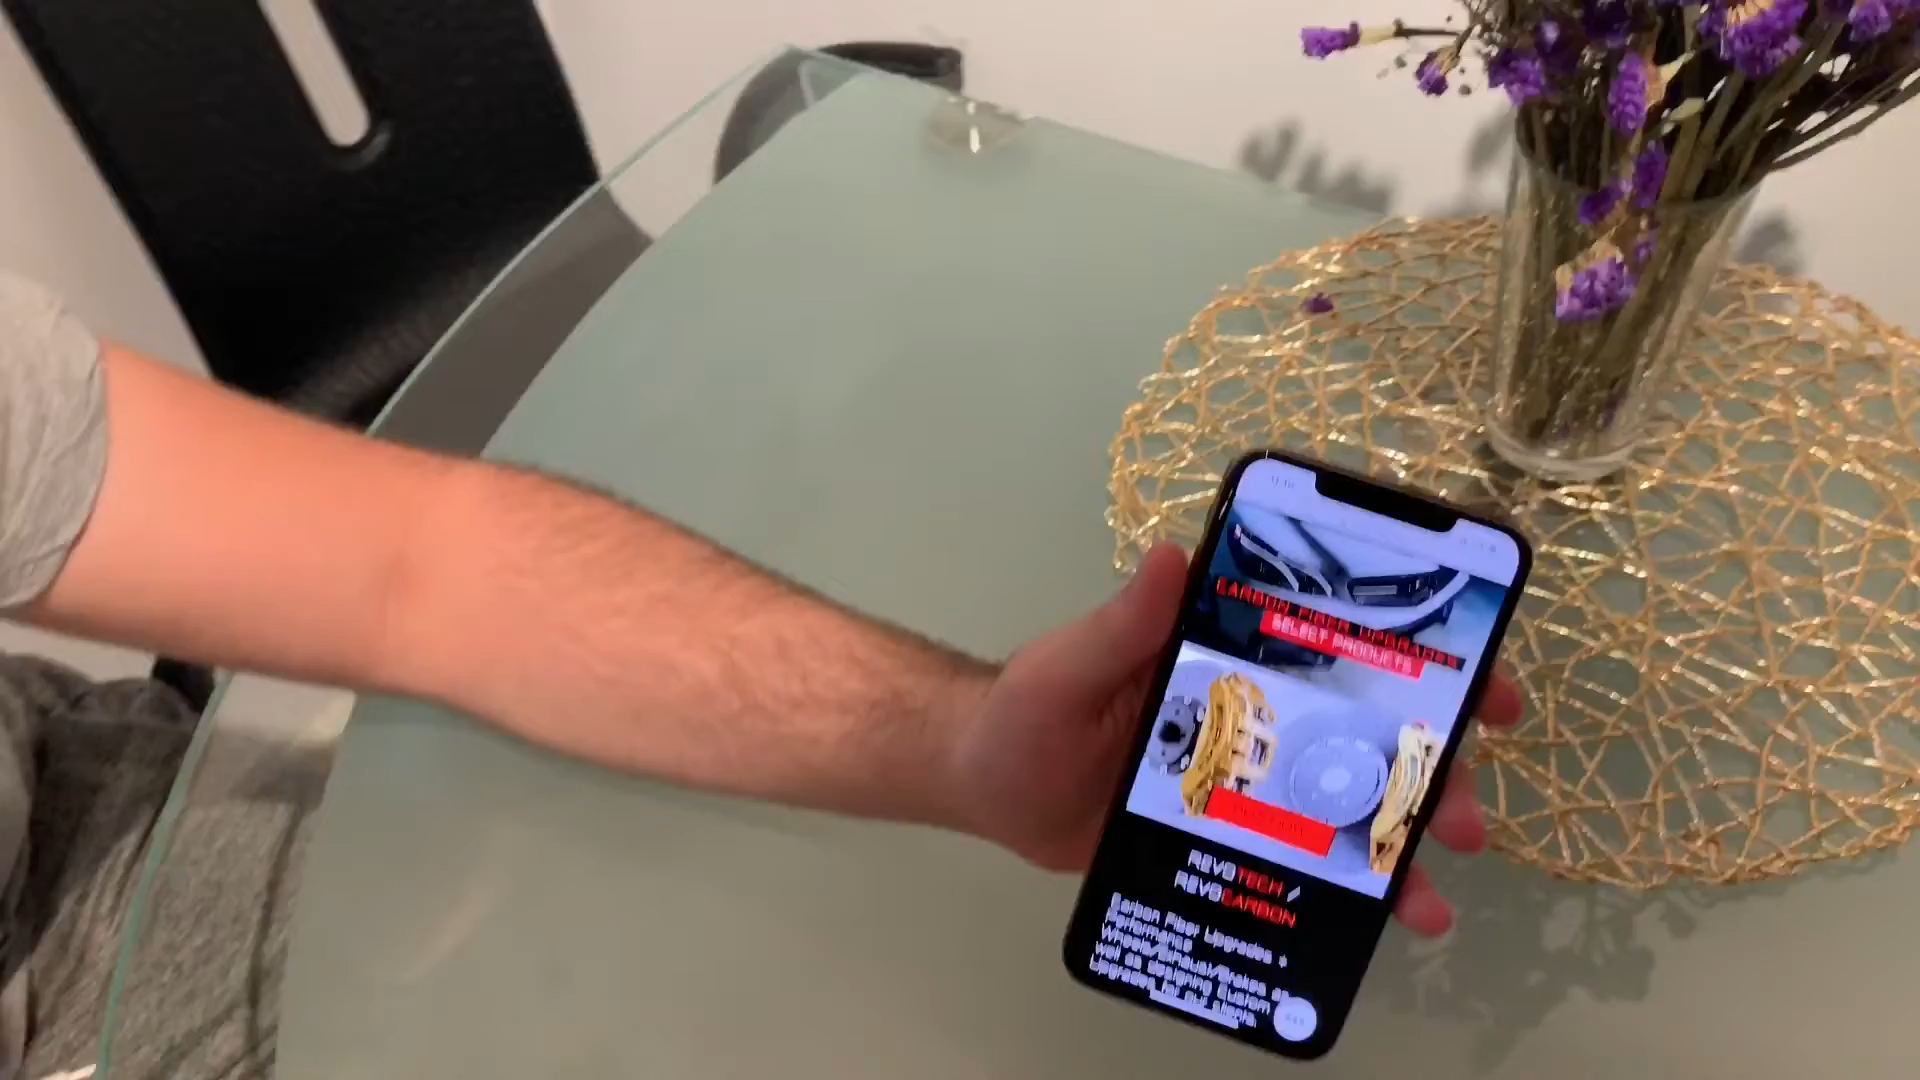 CARBON FIBER UPGRADES
SELECT PRODUCTS
REVOTECH /
REVOCARBON
Carbon Fiber Upgrades &
Performance
Wheels/Exhaust/Brakes as
well as designing Custom
Upgrades for our clients.